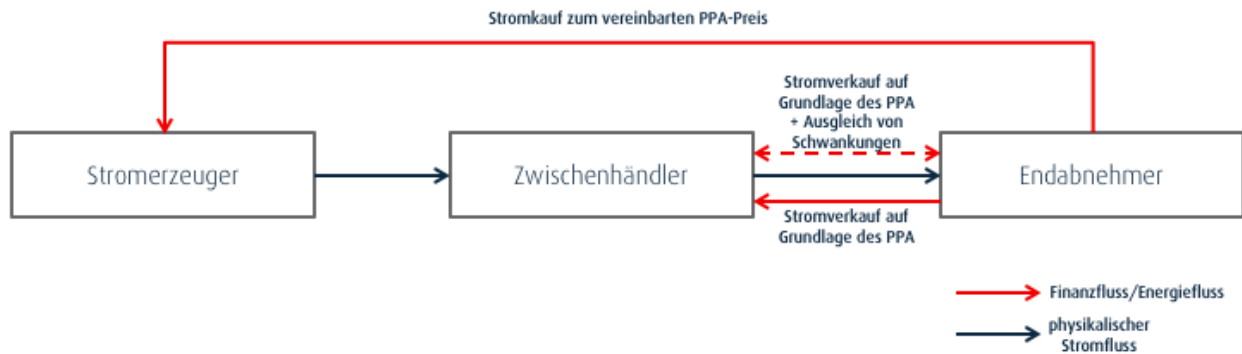 Stromkauf zum vereinbarten PPA-Preis
Stromverkauf auf
Grundlage des PPA
+ Ausgleich von
Schwankungen
Stromerzeuger
Zwischenhändler
Endabnehmer
Stromverkauf auf
Grundlage des PPA
Finanzfluss/Energiefluss
physikalischer
Stromfluss